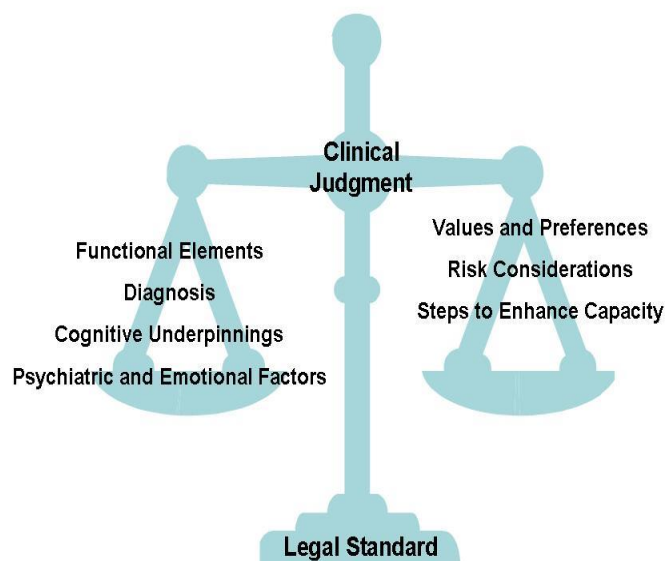 Clinical
Judgment
Functional Elements
Diagnosis
Cognitive Underpinnings
Psychiatric and Emotional Factors
Values and Preferences
Risk Considerations
Steps to Enhance Capacity
Legal Standard